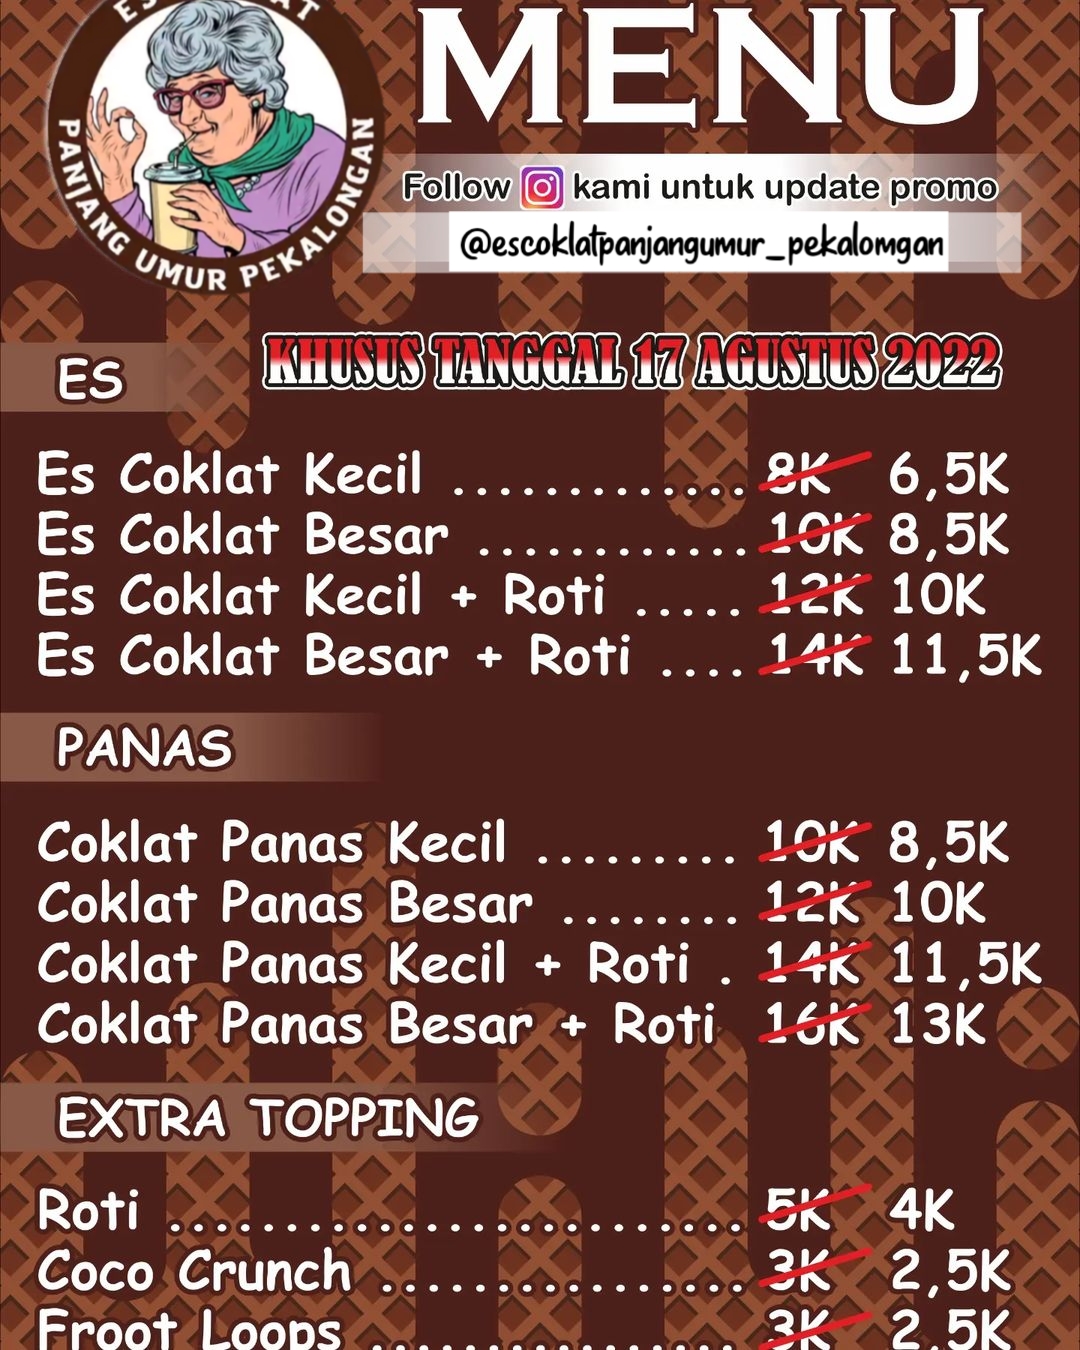 PANJANG UMUR PEKALONGAN
MENU
Follow kami untuk update promo
@escoklatpanjangumur_pekalomgan
KHUSUS TANGGAL 17 AGUSTUS 2022
ES
Es Coklat Kecil ............. 8K 6,5K
Es Coklat Besar ............ 10K 8,5K
Es Coklat Kecil + Roti ..... 12K 10K
Es Coklat Besar + Roti .... 14K 11,5K
PANAS
Coklat Panas Kecil ......... 10K 8,5K
Coklat Panas Besar ........ 12K 10K
Coklat Panas Kecil + Roti . 14K 11,5K
Coklat Panas Besar + Roti 16K 13K
EXTRA TOPPING
Roti ......................... 5K 4K
Coco Crunch ................ 3K 2,5K
Froot Loops ................ 3K 2,5K